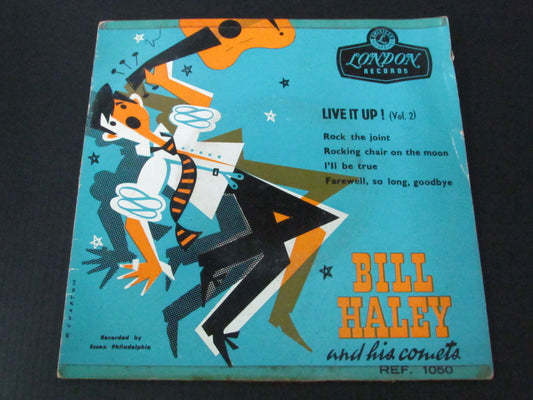 LONDON
RECORDS
LIVE IT UP! (Vol. 2)
Rock the joint
Rocking chair on the moon
I'll be true
Farewell, so long, goodbye
BILL
HALEY
and his comets
REF. 1050
Recorded by
Essex Philadelphia